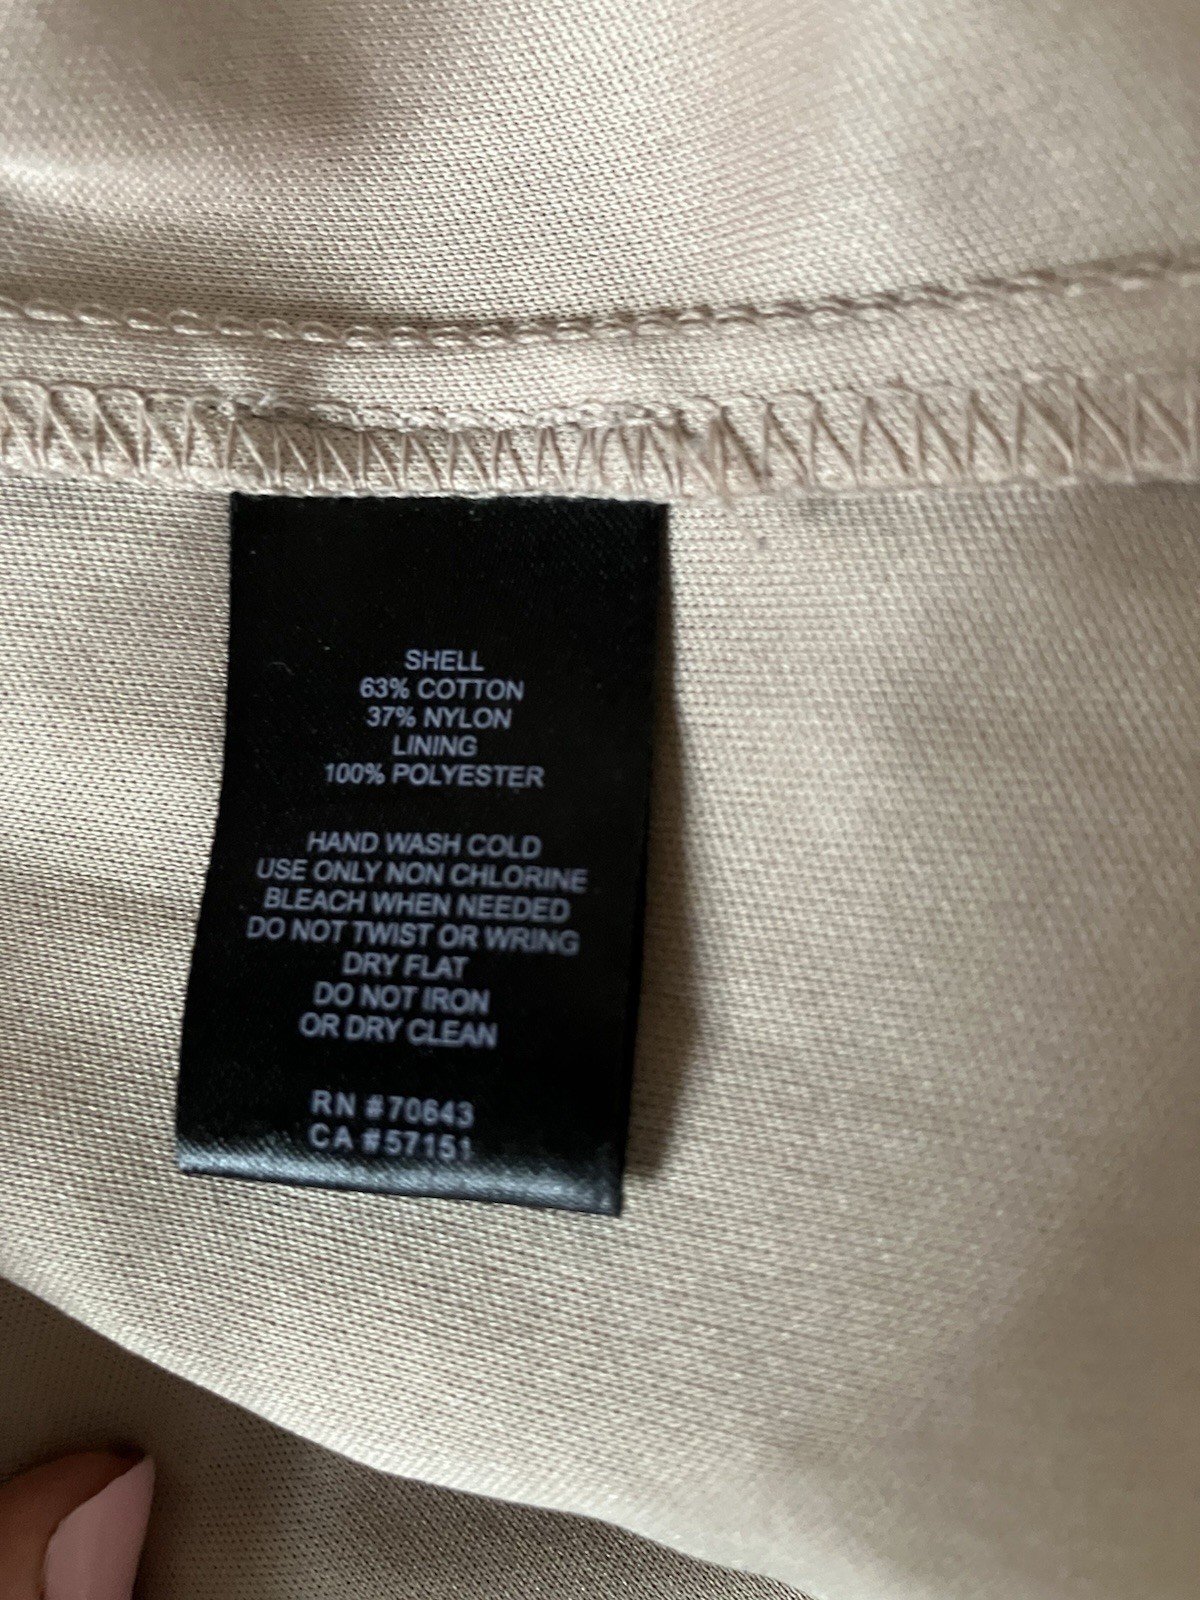 SHELL
63% COTTON
37% NYLON
LINING
100% POLYESTER
HAND WASH COLD
USE ONLY NON CHLORINE
BLEACH WHEN NEEDED
DO NOT TWIST OR WRING
DRY FLAT
DO NOT IRON
OR DRY CLEAN
RN #70643
CA #57151